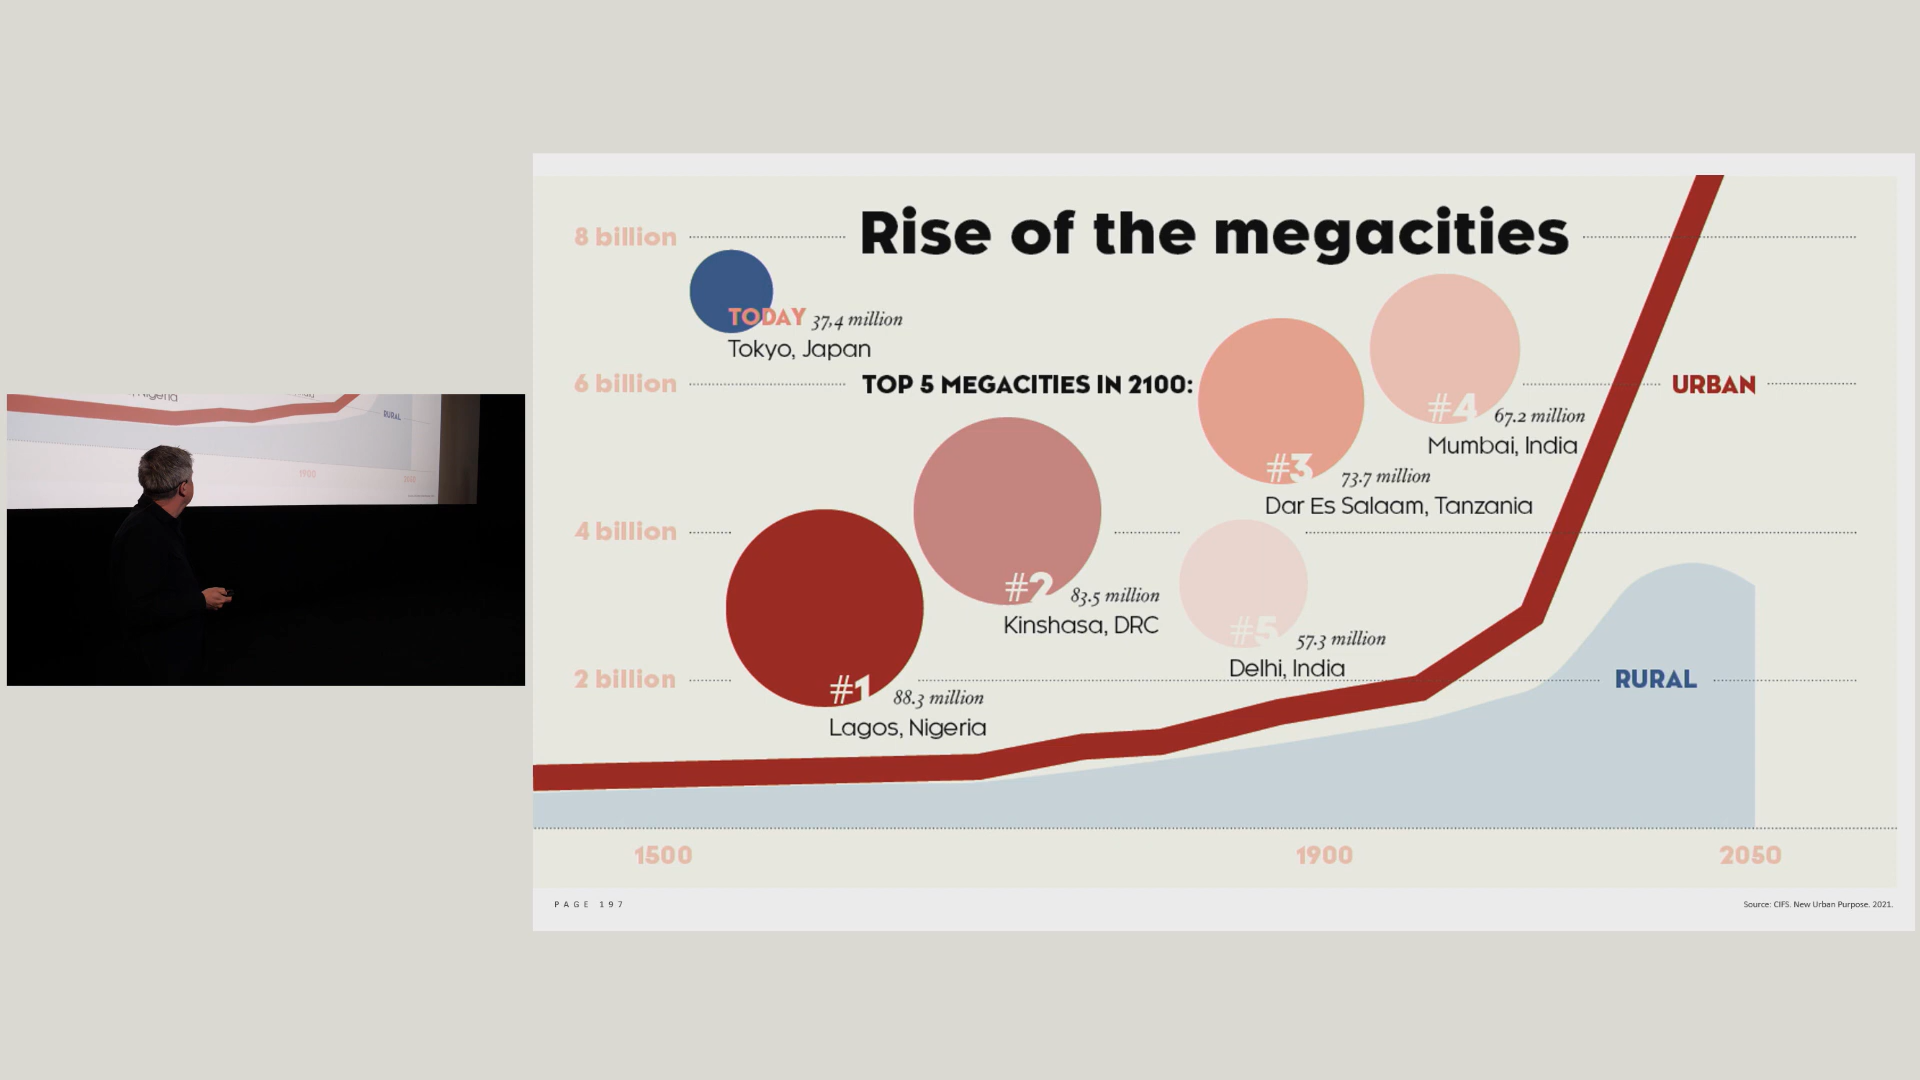 Rise of the megacities
8 billion
TODAY 37,4 million
Tokyo, Japan
6 billion
TOP 5 MEGACITIES IN 2100:
URBAN
#4 67.2 million
Mumbai, India
#3 73.7 million
Dar Es Salaam, Tanzania
4 billion
#2 83.5 million
Kinshasa, DRC
#5 57.3 million
Delhi, India
2 billion
RURAL
#1 88.3 million
Lagos, Nigeria
1500
1900
2050
PAGE 197
Source: CIFS. New Urban Purpose. 2021.
, Nigeria
RURAL
1900